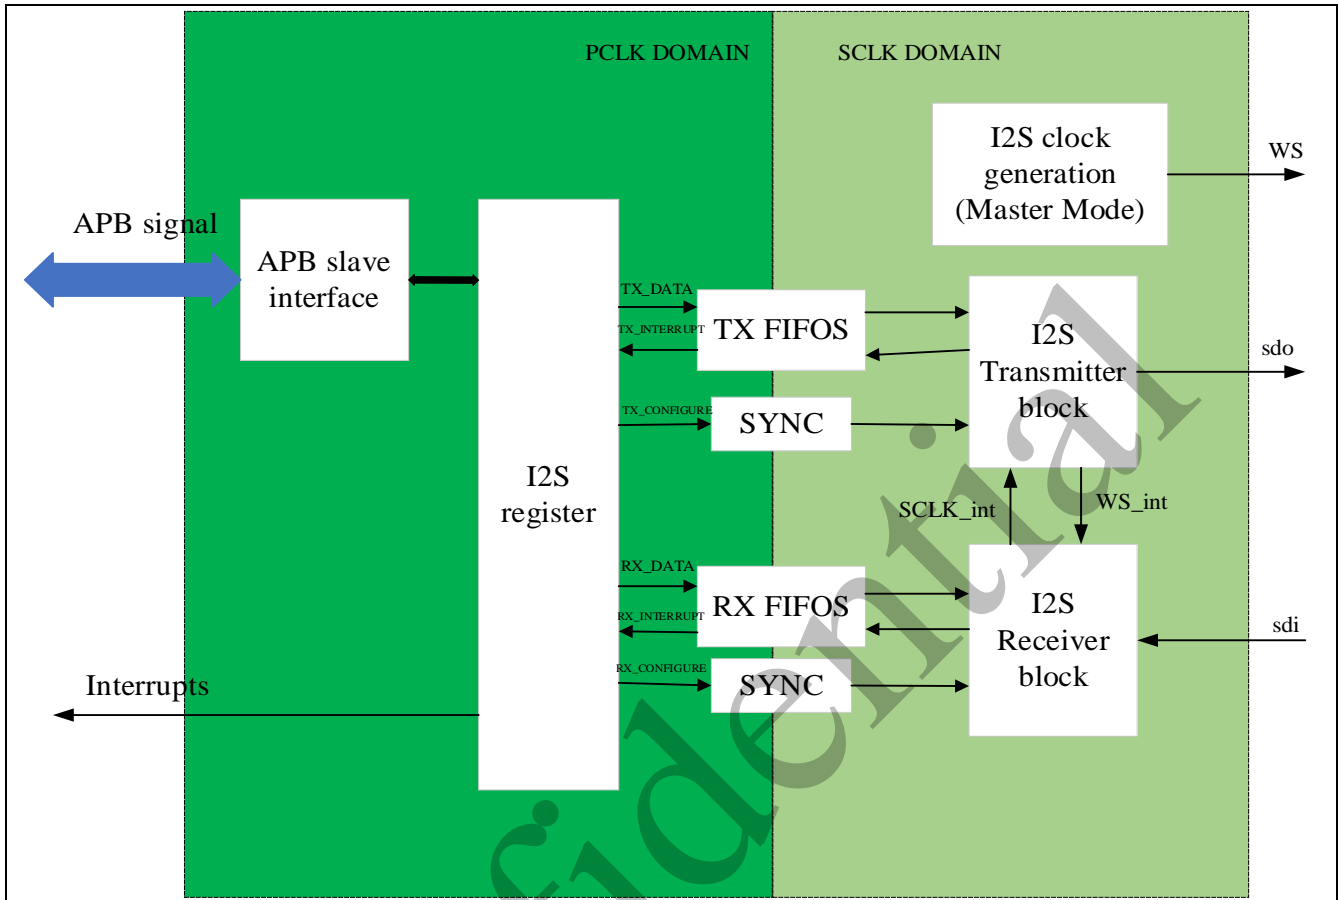 PCLK DOMAIN
SCLK DOMAIN
I2S clock
generation
(Master Mode)
WS
APB signal
APB slave
interface
I2S
register
TX_DATA
TX_INTERRUPT
TX FIFOS
TX_CONFIGURE
SYNC
I2S
Transmitter
block
sdo
SCLK_int
WS_int
RX_DATA
RX_INTERRUPT
RX FIFOS
RX_CONFIGURE
SYNC
I2S
Receiver
block
sdi
Interrupts
fidential